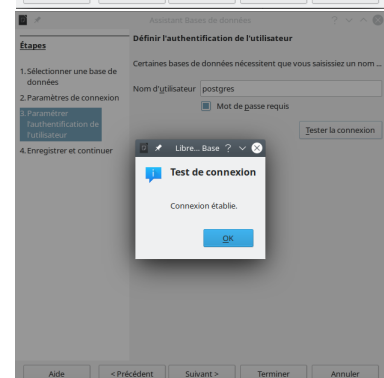 Assistant Bases de données
Étapes
1. Sélectionner une base de
données
2. Paramètres de connexion
3. Paramétrer
l'authentification de
l'utilisateur
4. Enregistrer et continuer
Définir l'authentification de l'utilisateur
Certaines bases de données nécessitent que vous saisissiez un nom ...
Nom d'utilisateur postgres
Mot de passe requis
Tester la connexion
Libre... Base
Test de connexion
Connexion établie.
OK
Aide < Précédent Suivant > Terminer Annuler